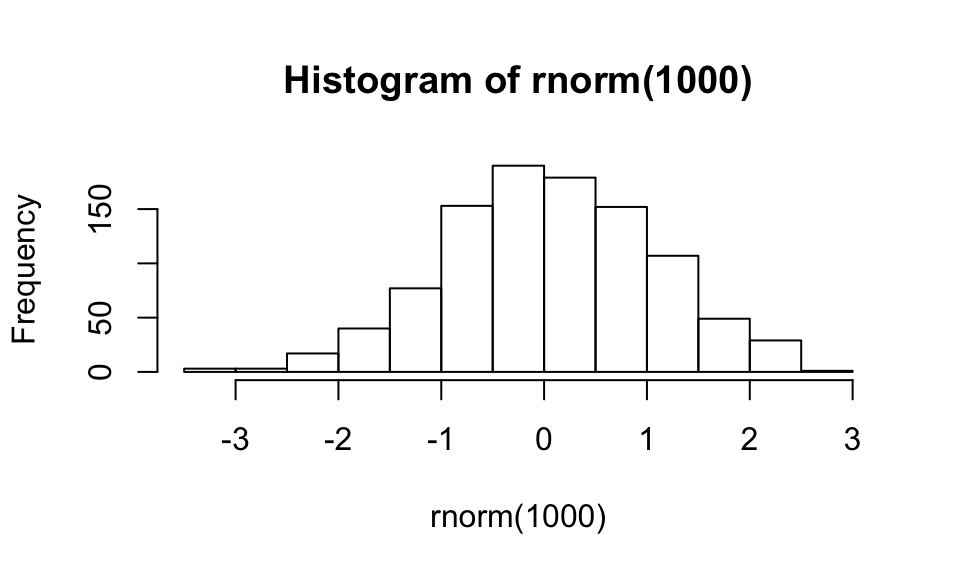 Histogram of rnorm(1000)
Frequency
150
50
0
-3 -2 -1 0 1 2 3
rnorm(1000)